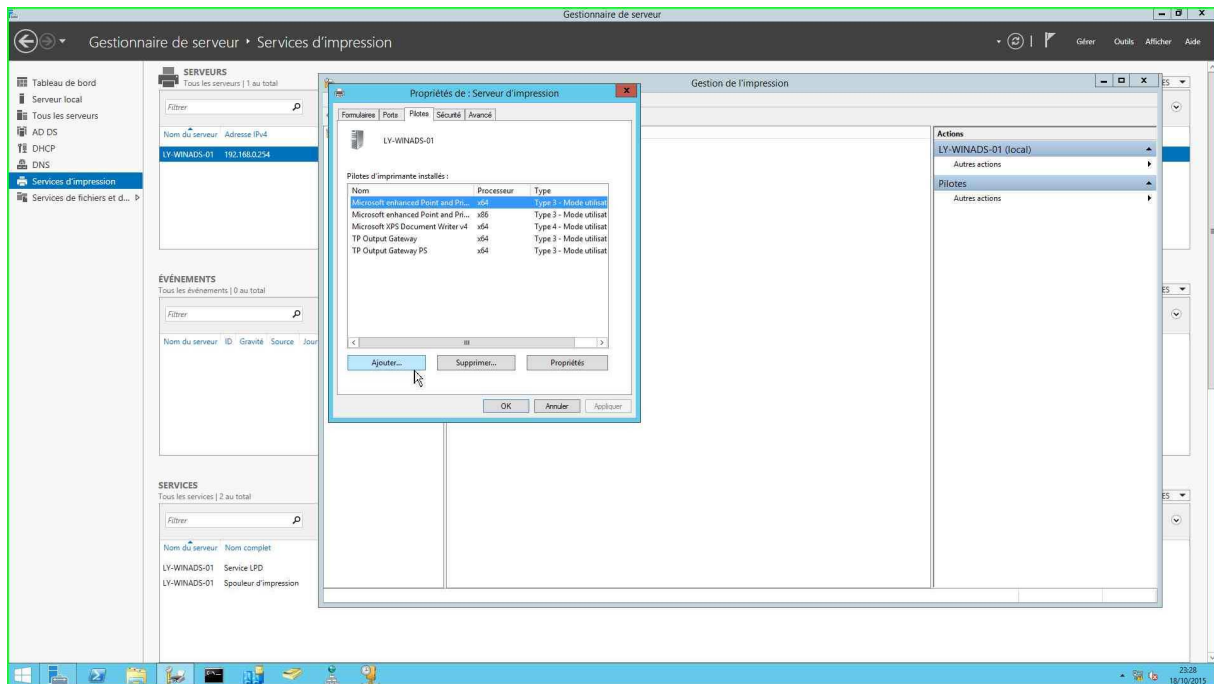 Gestionnaire de serveur
Gestionnaire de serveur • Services d'impression
Gérer Outils Afficher Aide
Tableau de bord
Serveur local
Tous les serveurs
AD DS
DHCP
DNS
Services d'impression
Services de fichiers et d...
SERVEURS
Tous les serveurs | 1 au total
Filtrer
Nom du serveur Adresse IPv4
LY-WINADS-01 192.168.0.254
ÉVÉNEMENTS
Tous les événements | 0 au total
Filtrer
Nom du serveur ID Gravité Source Jour
SERVICES
Tous les services | 2 au total
Filtrer
Nom du serveur Nom complet
LY-WINADS-01 Service LPD
LY-WINADS-01 Spouleur d'impression
Gestion de l'impression
Propriétés de : Serveur d'impression
Formulaires Ports Pilotes Sécurité Avancé
LY-WINADS-01
Pilotes d'imprimante installés :
Nom Processeur Type
Microsoft enhanced Point and Pri... x64 Type 3 - Mode utilisat
Microsoft enhanced Point and Pri... x86 Type 3 - Mode utilisat
Microsoft XPS Document Writer v4 x64 Type 4 - Mode utilisat
TP Output Gateway x64 Type 3 - Mode utilisat
TP Output Gateway PS x64 Type 3 - Mode utilisat
Ajouter... Supprimer... Propriétés
OK Annuler Appliquer
Actions
LY-WINADS-01 (local)
Autres actions
Pilotes
Autres actions
ES
ES
ES
23:28
18/10/2015